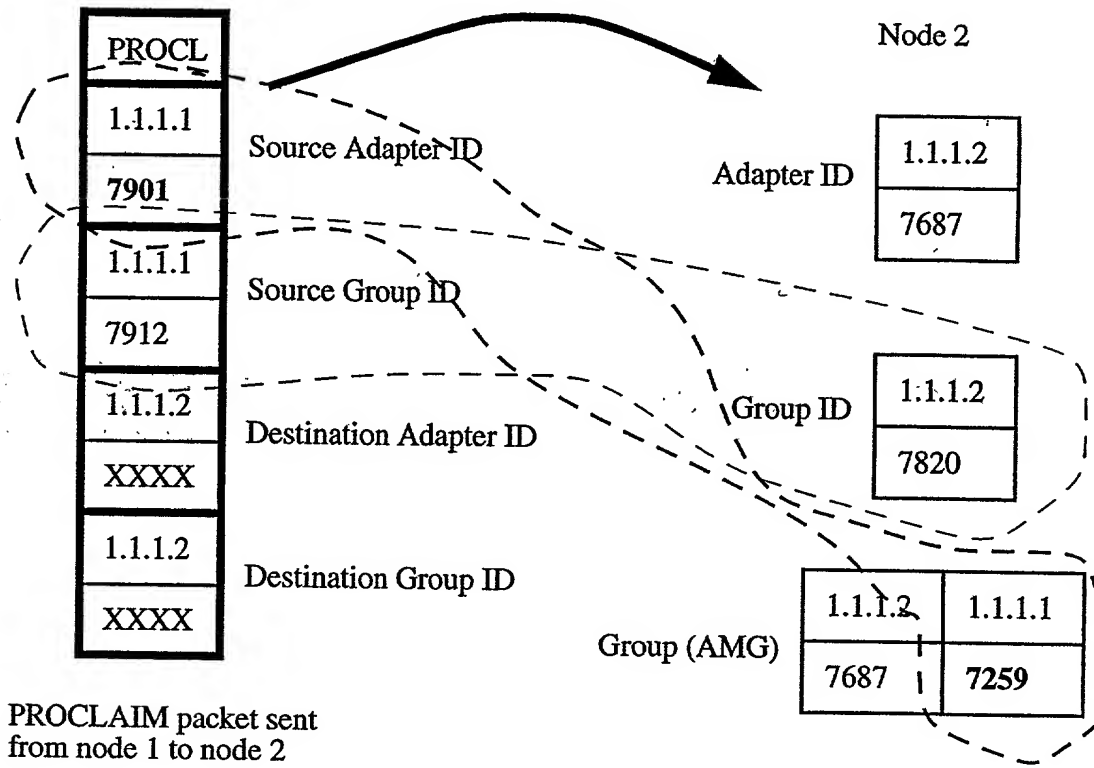 PROCL
1.1.1.1
7901
1.1.1.1
7912
1.1.1.2
XXXX
1.1.1.2
XXXX
Source Adapter ID
Source Group ID
Destination Adapter ID
Destination Group ID
PROCLAIM packet sent
from node 1 to node 2
Node 2
Adapter ID
1.1.1.2
7687
Group ID
1.1.1.2
7820
Group (AMG)
1.1.1.2 1.1.1.1
7687 7259